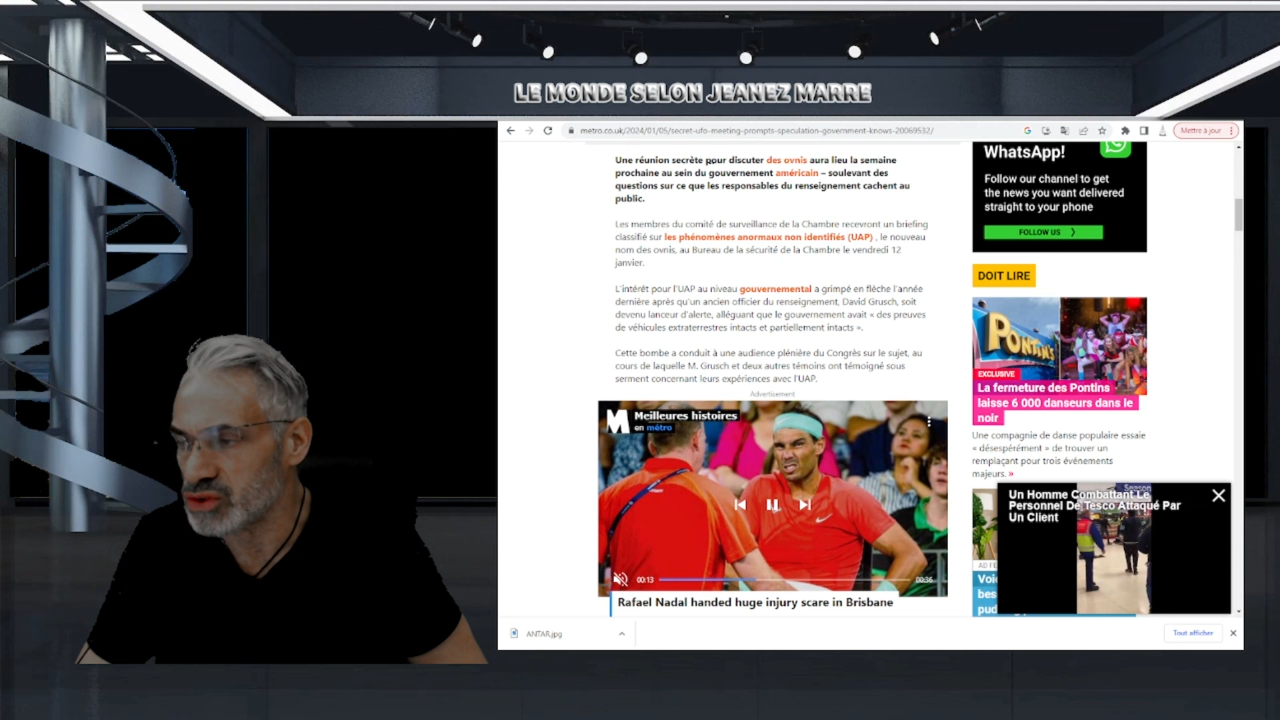 LE MONDE SELON JEANEZ MARRE
metro.co.uk/2024/01/05/secret-ufo-meeting-prompts-speculation-government-knows-20069532/
Mettre à jour
Une réunion secrète pour discuter des ovnis aura lieu la semaine
prochaine au sein du gouvernement américain – soulevant des
questions sur ce que les responsables du renseignement cachent au
public.
Les membres du comité de surveillance de la Chambre recevront un briefing
classifié sur les phénomènes anormaux non identifiés (UAP) , le nouveau
nom des ovnis, au Bureau de la sécurité de la Chambre le vendredi 12
janvier.
L'intérêt pour l'UAP au niveau gouvernemental a grimpé en flèche l'année
dernière après qu'un ancien officier du renseignement, David Grusch, soit
devenu lanceur d'alerte, alléguant que le gouvernement avait « des preuves
de véhicules extraterrestres intacts et partiellement intacts ».
Cette bombe a conduit à une audience plénière du Congrès sur le sujet, au
cours de laquelle M. Grusch et deux autres témoins ont témoigné sous
serment concernant leurs expériences avec l'UAP.
Advertisement
M Meilleures histoires
en métro
00:13
00:36
Rafael Nadal handed huge injury scare in Brisbane
WhatsApp!
Follow our channel to get
the news you want delivered
straight to your phone
FOLLOW US
DOIT LIRE
PONTINS
EXCLUSIVE
La fermeture des Pontins
laisse 6 000 danseurs dans le
noir
Une compagnie de danse populaire essaie
« désespérément » de trouver un
remplaçant pour trois événements
majeurs. »
Un Homme Combattant Le
Personnel De Tesco Attaqué Par
Un Client
AD FE
Voic
bes
pud
ANTAR.jpg
Tout afficher